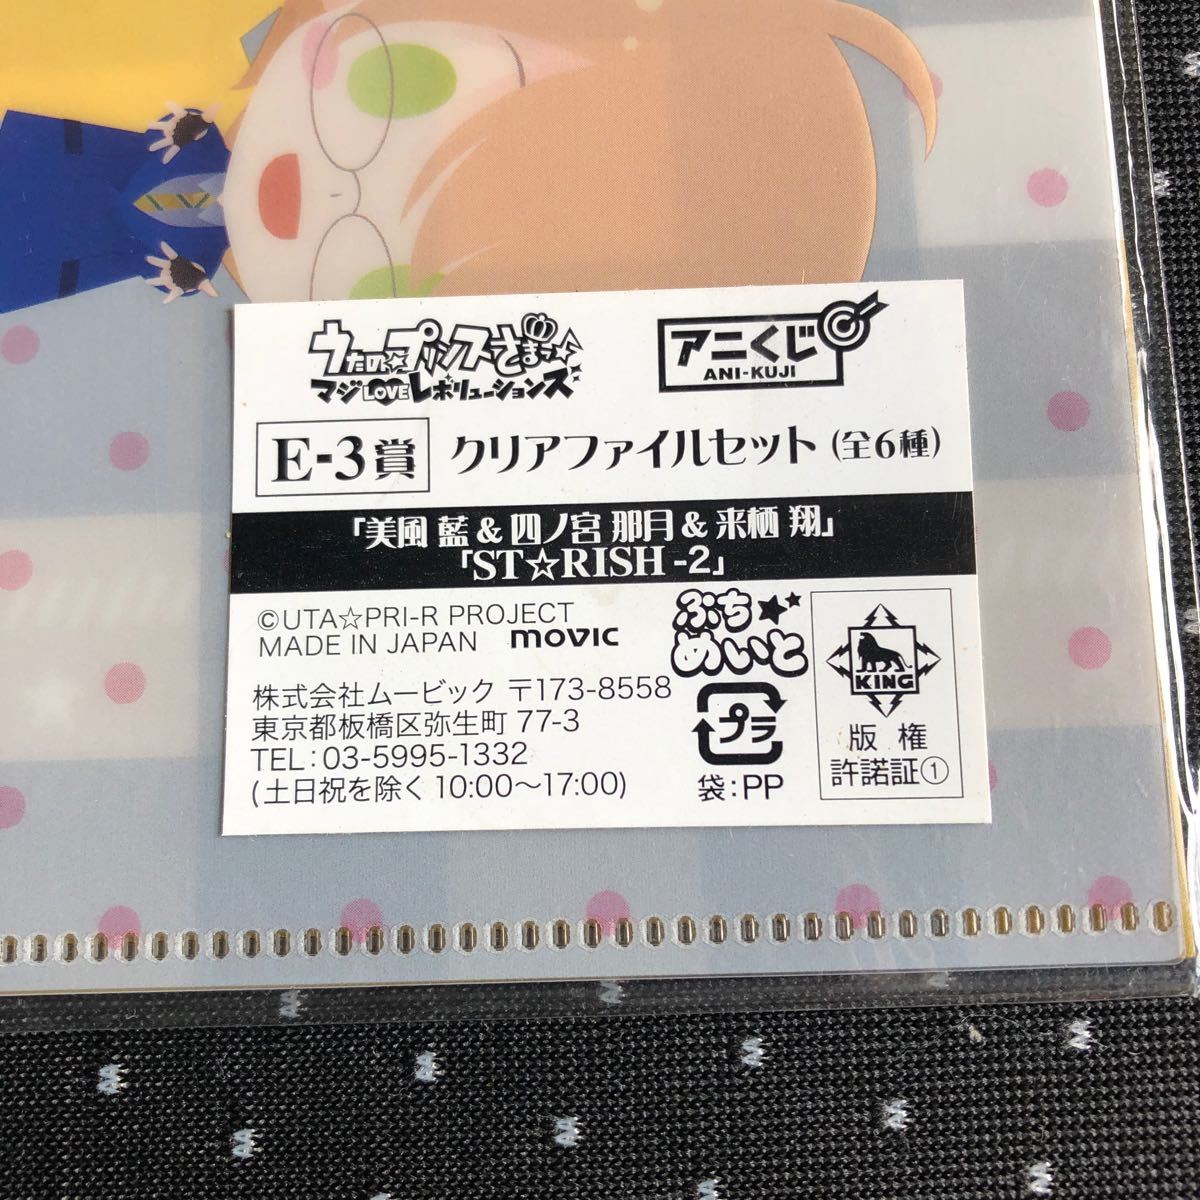 うたの☆プリンスさまっ♪
マジLOVEレボリューションズ
アニくじ
ANI-KUJI
E-3賞 クリアファイルセット (全6種)
「美風 藍 & 四ノ宮 那月 & 来栖 翔」
「ST☆RISH -2」
©UTA☆PRI-R PROJECT
MADE IN JAPAN movic
株式会社ムービック 〒173-8558
東京都板橋区弥生町 77-3
TEL:03-5995-1332
(土日祝を除く 10:00〜17:00)
ぷち
めいと
プラ
袋:PP
KING
版権
許諾証①